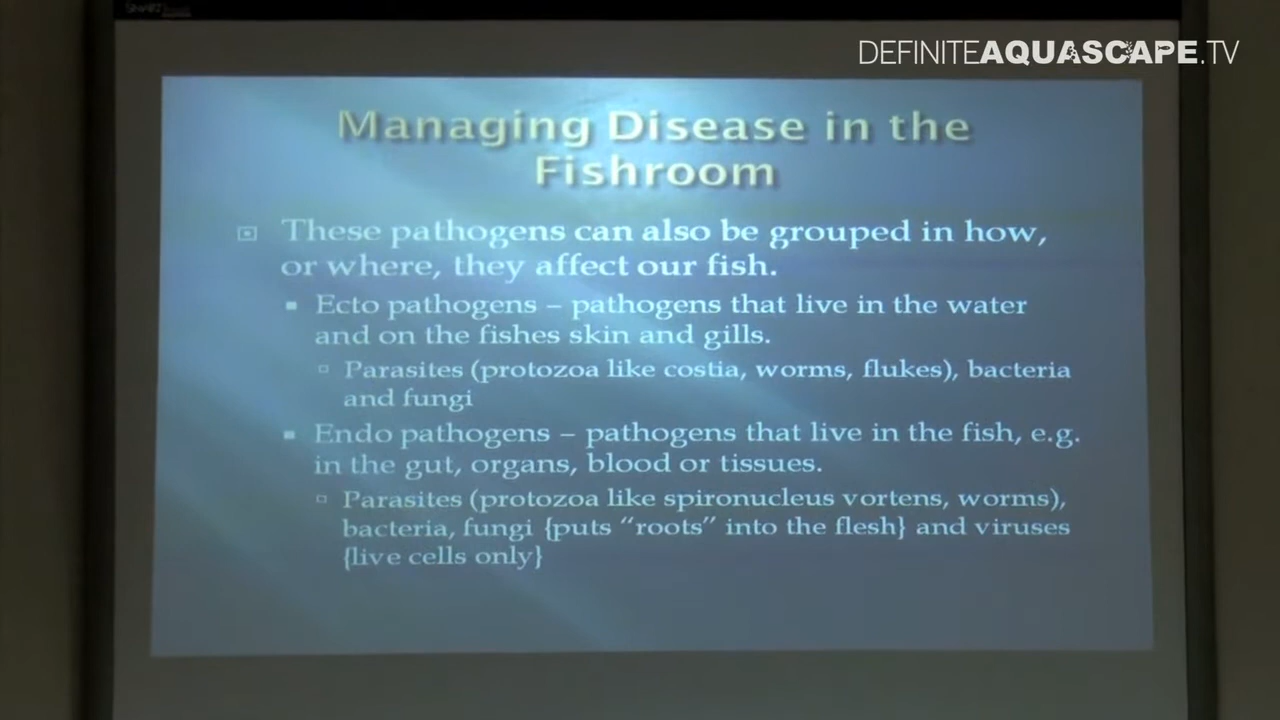 SMART
DEFINITEAQUASCAPE.TV
Managing Disease in the
Fishroom
These pathogens can also be grouped in how,
or where, they affect our fish.
Ecto pathogens – pathogens that live in the water
and on the fishes skin and gills.
Parasites (protozoa like costia, worms, flukes), bacteria
and fungi
Endo pathogens – pathogens that live in the fish, e.g.
in the gut, organs, blood or tissues.
Parasites (protozoa like spironucleus vortens, worms),
bacteria, fungi {puts “roots” into the flesh} and viruses
{live cells only}